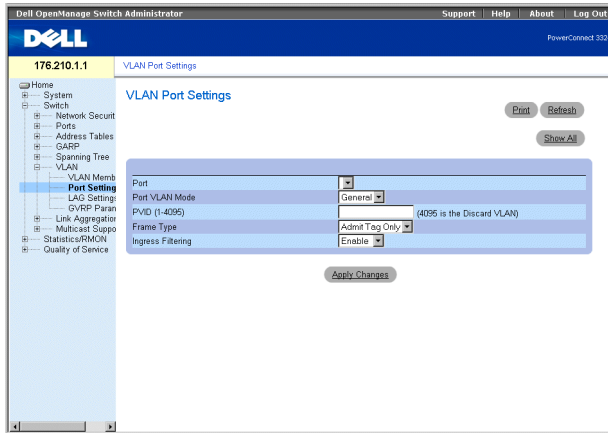 Dell OpenManage Switch Administrator
Support Help About Log Out
DELL
PowerConnect 332
176.210.1.1
VLAN Port Settings
Home
System
Switch
Network Securit
Ports
Address Tables
GARP
Spanning Tree
VLAN
VLAN Memb
Port Setting
LAG Settings
GVRP Param
Link Aggregation
Multicast Suppo
Statistics/RMON
Quality of Service
VLAN Port Settings
Print Refresh
Show All
Port
Port VLAN Mode General
PVID (1-4095) (4095 is the Discard VLAN)
Frame Type Admit Tag Only
Ingress Filtering Enable
Apply Changes